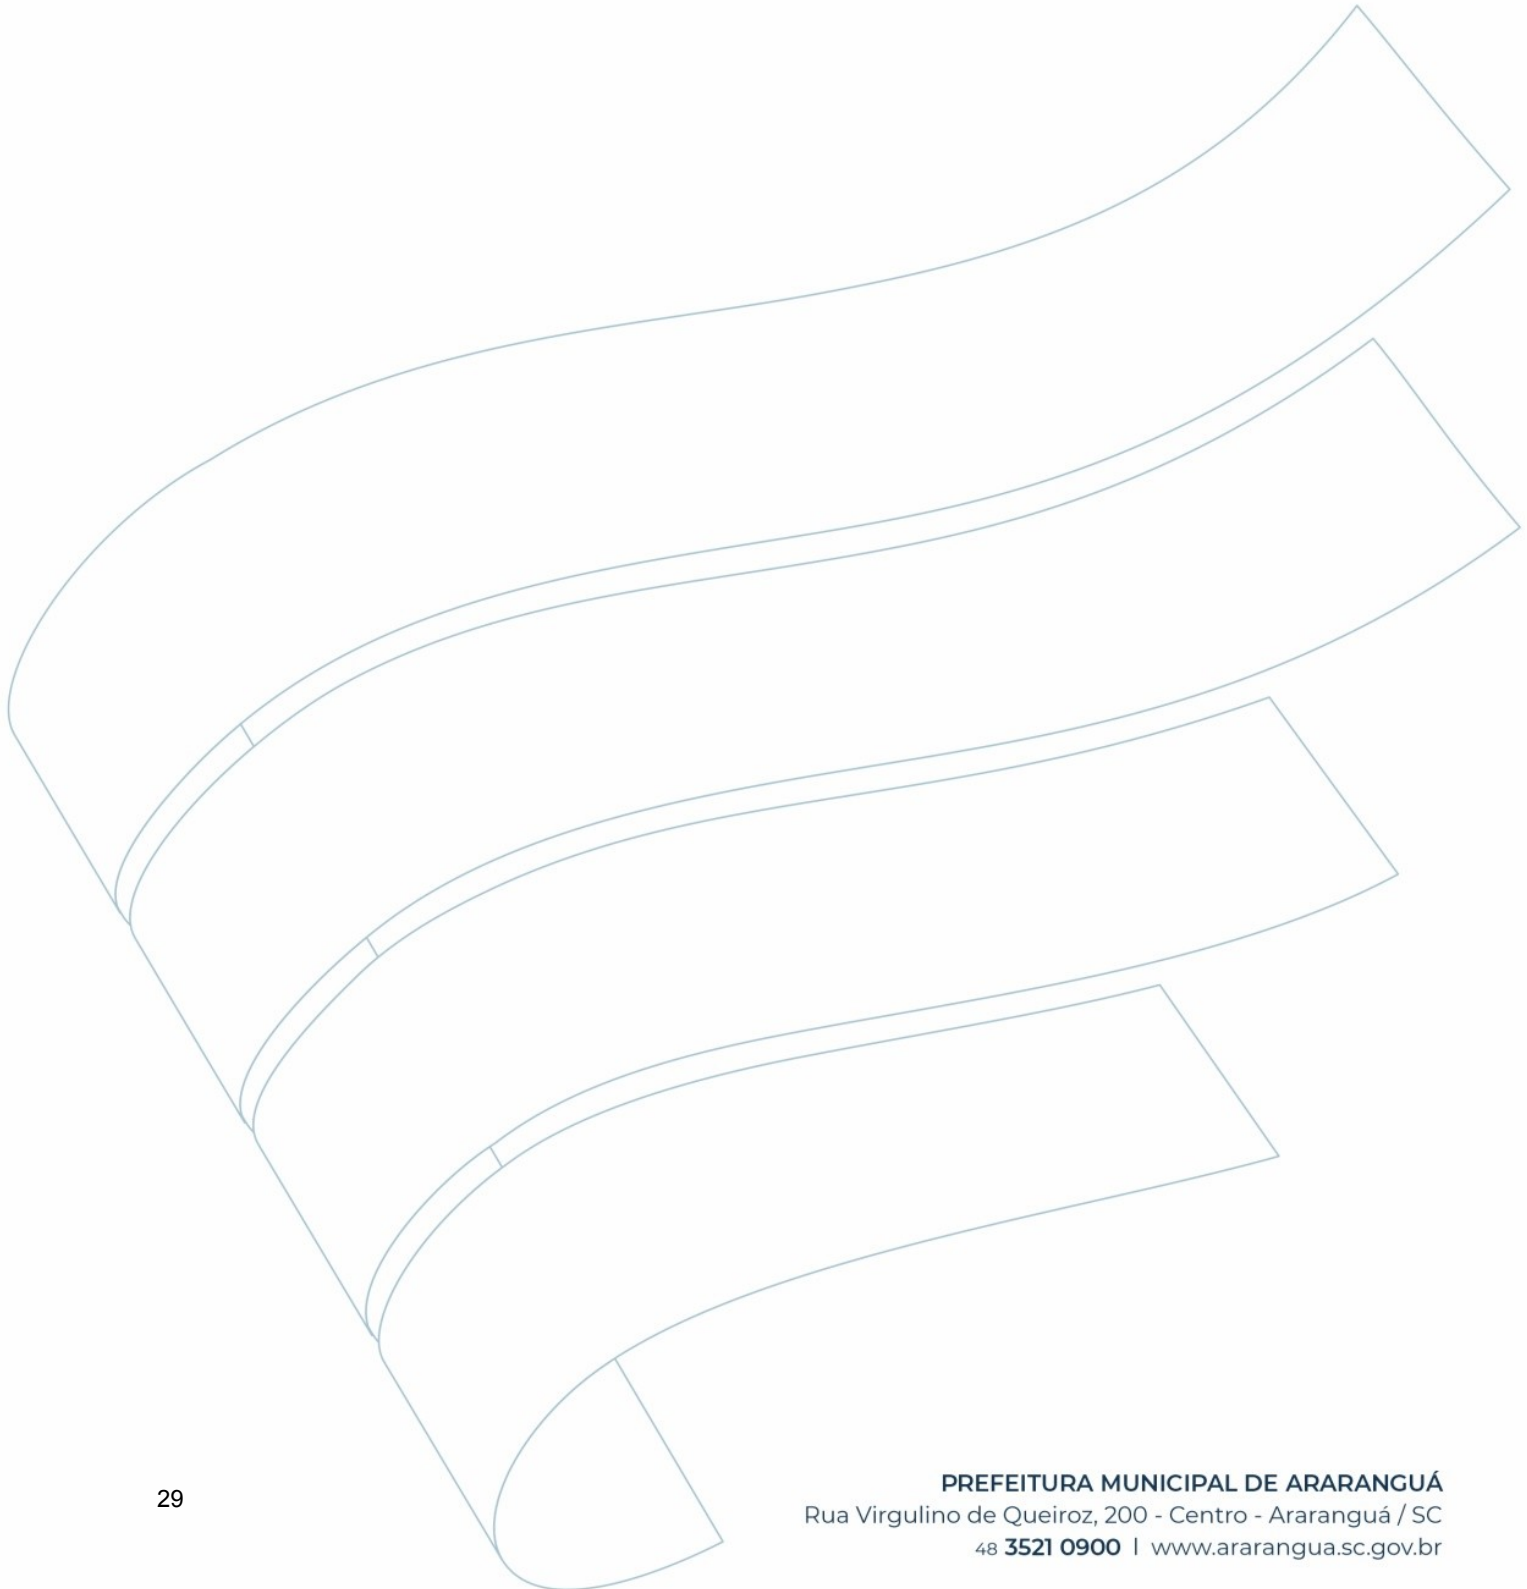 29
PREFEITURA MUNICIPAL DE ARARANGUÁ
Rua Virgulino de Queiroz, 200 - Centro - Araranguá / SC
48 3521 0900 | www.ararangua.sc.gov.br